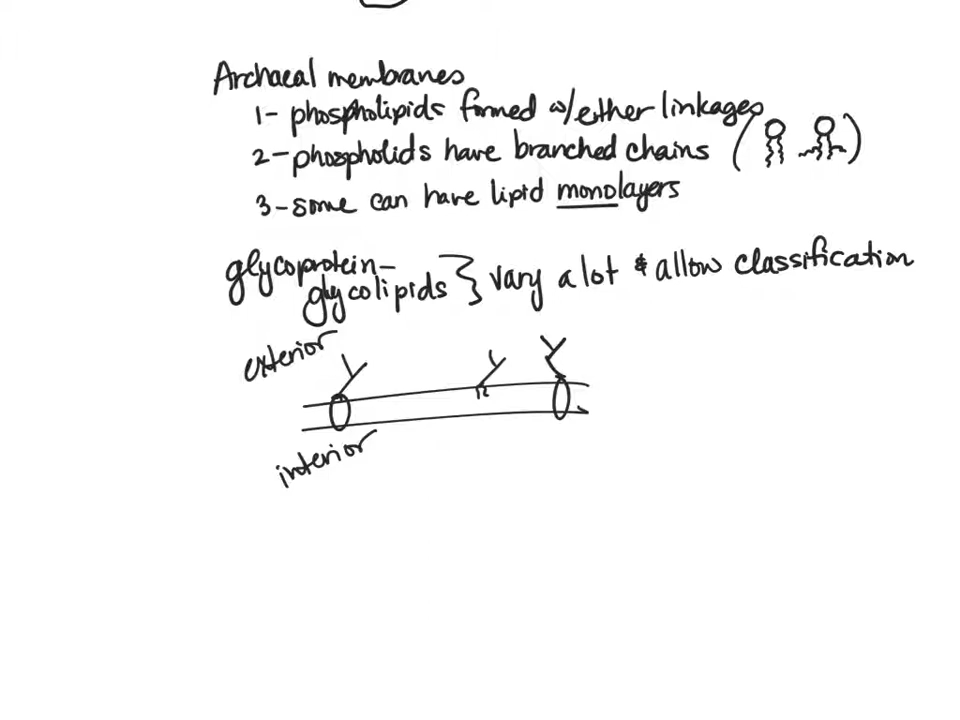 Archaeal membranes
1- phospholipids formed w/ether linkages
2- phospholids have branched chains ( )
3- some can have lipid monolayers
glycoprotein-
glycolipids } vary a lot & allow classification
exterior
interior